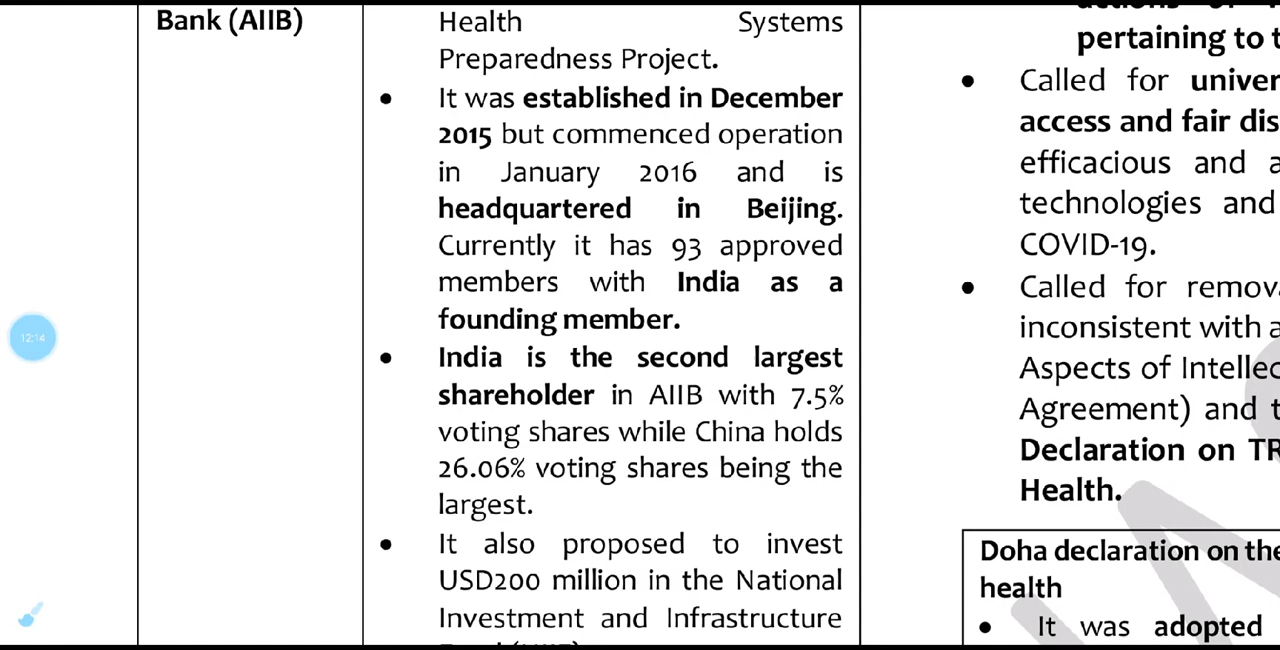 Bank (AIIB)
Health Systems
Preparedness Project.
• It was established in December
2015 but commenced operation
in January 2016 and is
headquartered in Beijing.
Currently it has 93 approved
members with India as a
founding member.
• India is the second largest
shareholder in AIIB with 7.5%
voting shares while China holds
26.06% voting shares being the
largest.
• It also proposed to invest
USD200 million in the National
Investment and Infrastructure
12:14
pertaining to
• Called for
access and fair
efficacious and
technologies and
COVID-19.
• Called for
inconsistent with
Aspects of
Agreement) and
Declaration on
Health.
Doha declaration on the
health
• It was adopted